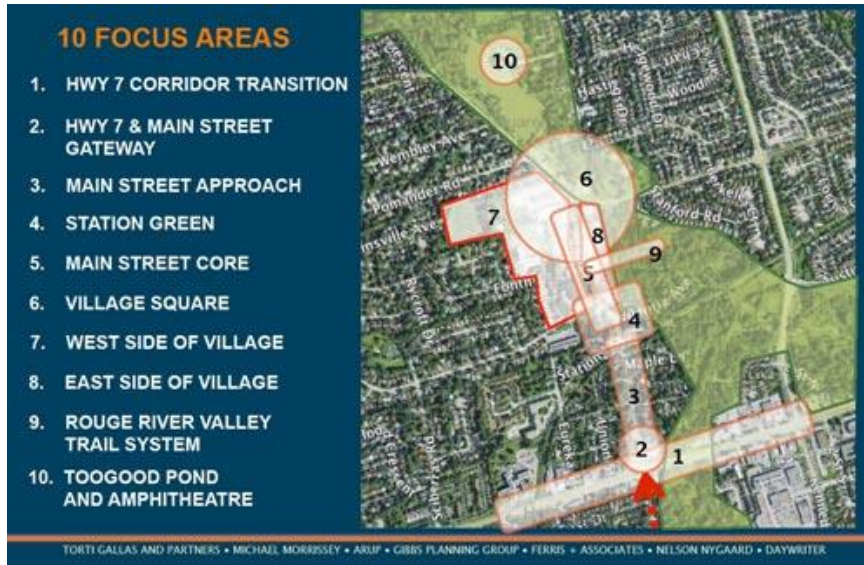 10 FOCUS AREAS
1. HWY 7 CORRIDOR TRANSITION
2. HWY 7 & MAIN STREET
GATEWAY
3. MAIN STREET APPROACH
4. STATION GREEN
5. MAIN STREET CORE
6. VILLAGE SQUARE
7. WEST SIDE OF VILLAGE
8. EAST SIDE OF VILLAGE
9. ROUGE RIVER VALLEY
TRAIL SYSTEM
10. TOOGOOD POND
AND AMPHITHEATRE
10
Wembley Ave
Pomander Rd
Sanford Rd
6
7
8
9
5
4
Maple
3
2
1
TORTI GALLAS AND PARTNERS • MICHAEL MORRISSEY • ARUP • GIBBS PLANNING GROUP • FERRIS + ASSOCIATES • NELSON NYGAARD • DAYWRITER